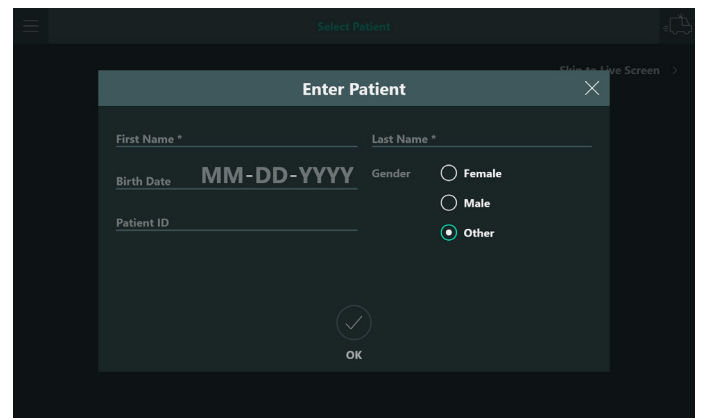 Select Patient
Skip to Live Screen >
Enter Patient
First Name *
Last Name *
Birth Date MM-DD-YYYY
Gender
Female
Male
Patient ID
Other
OK